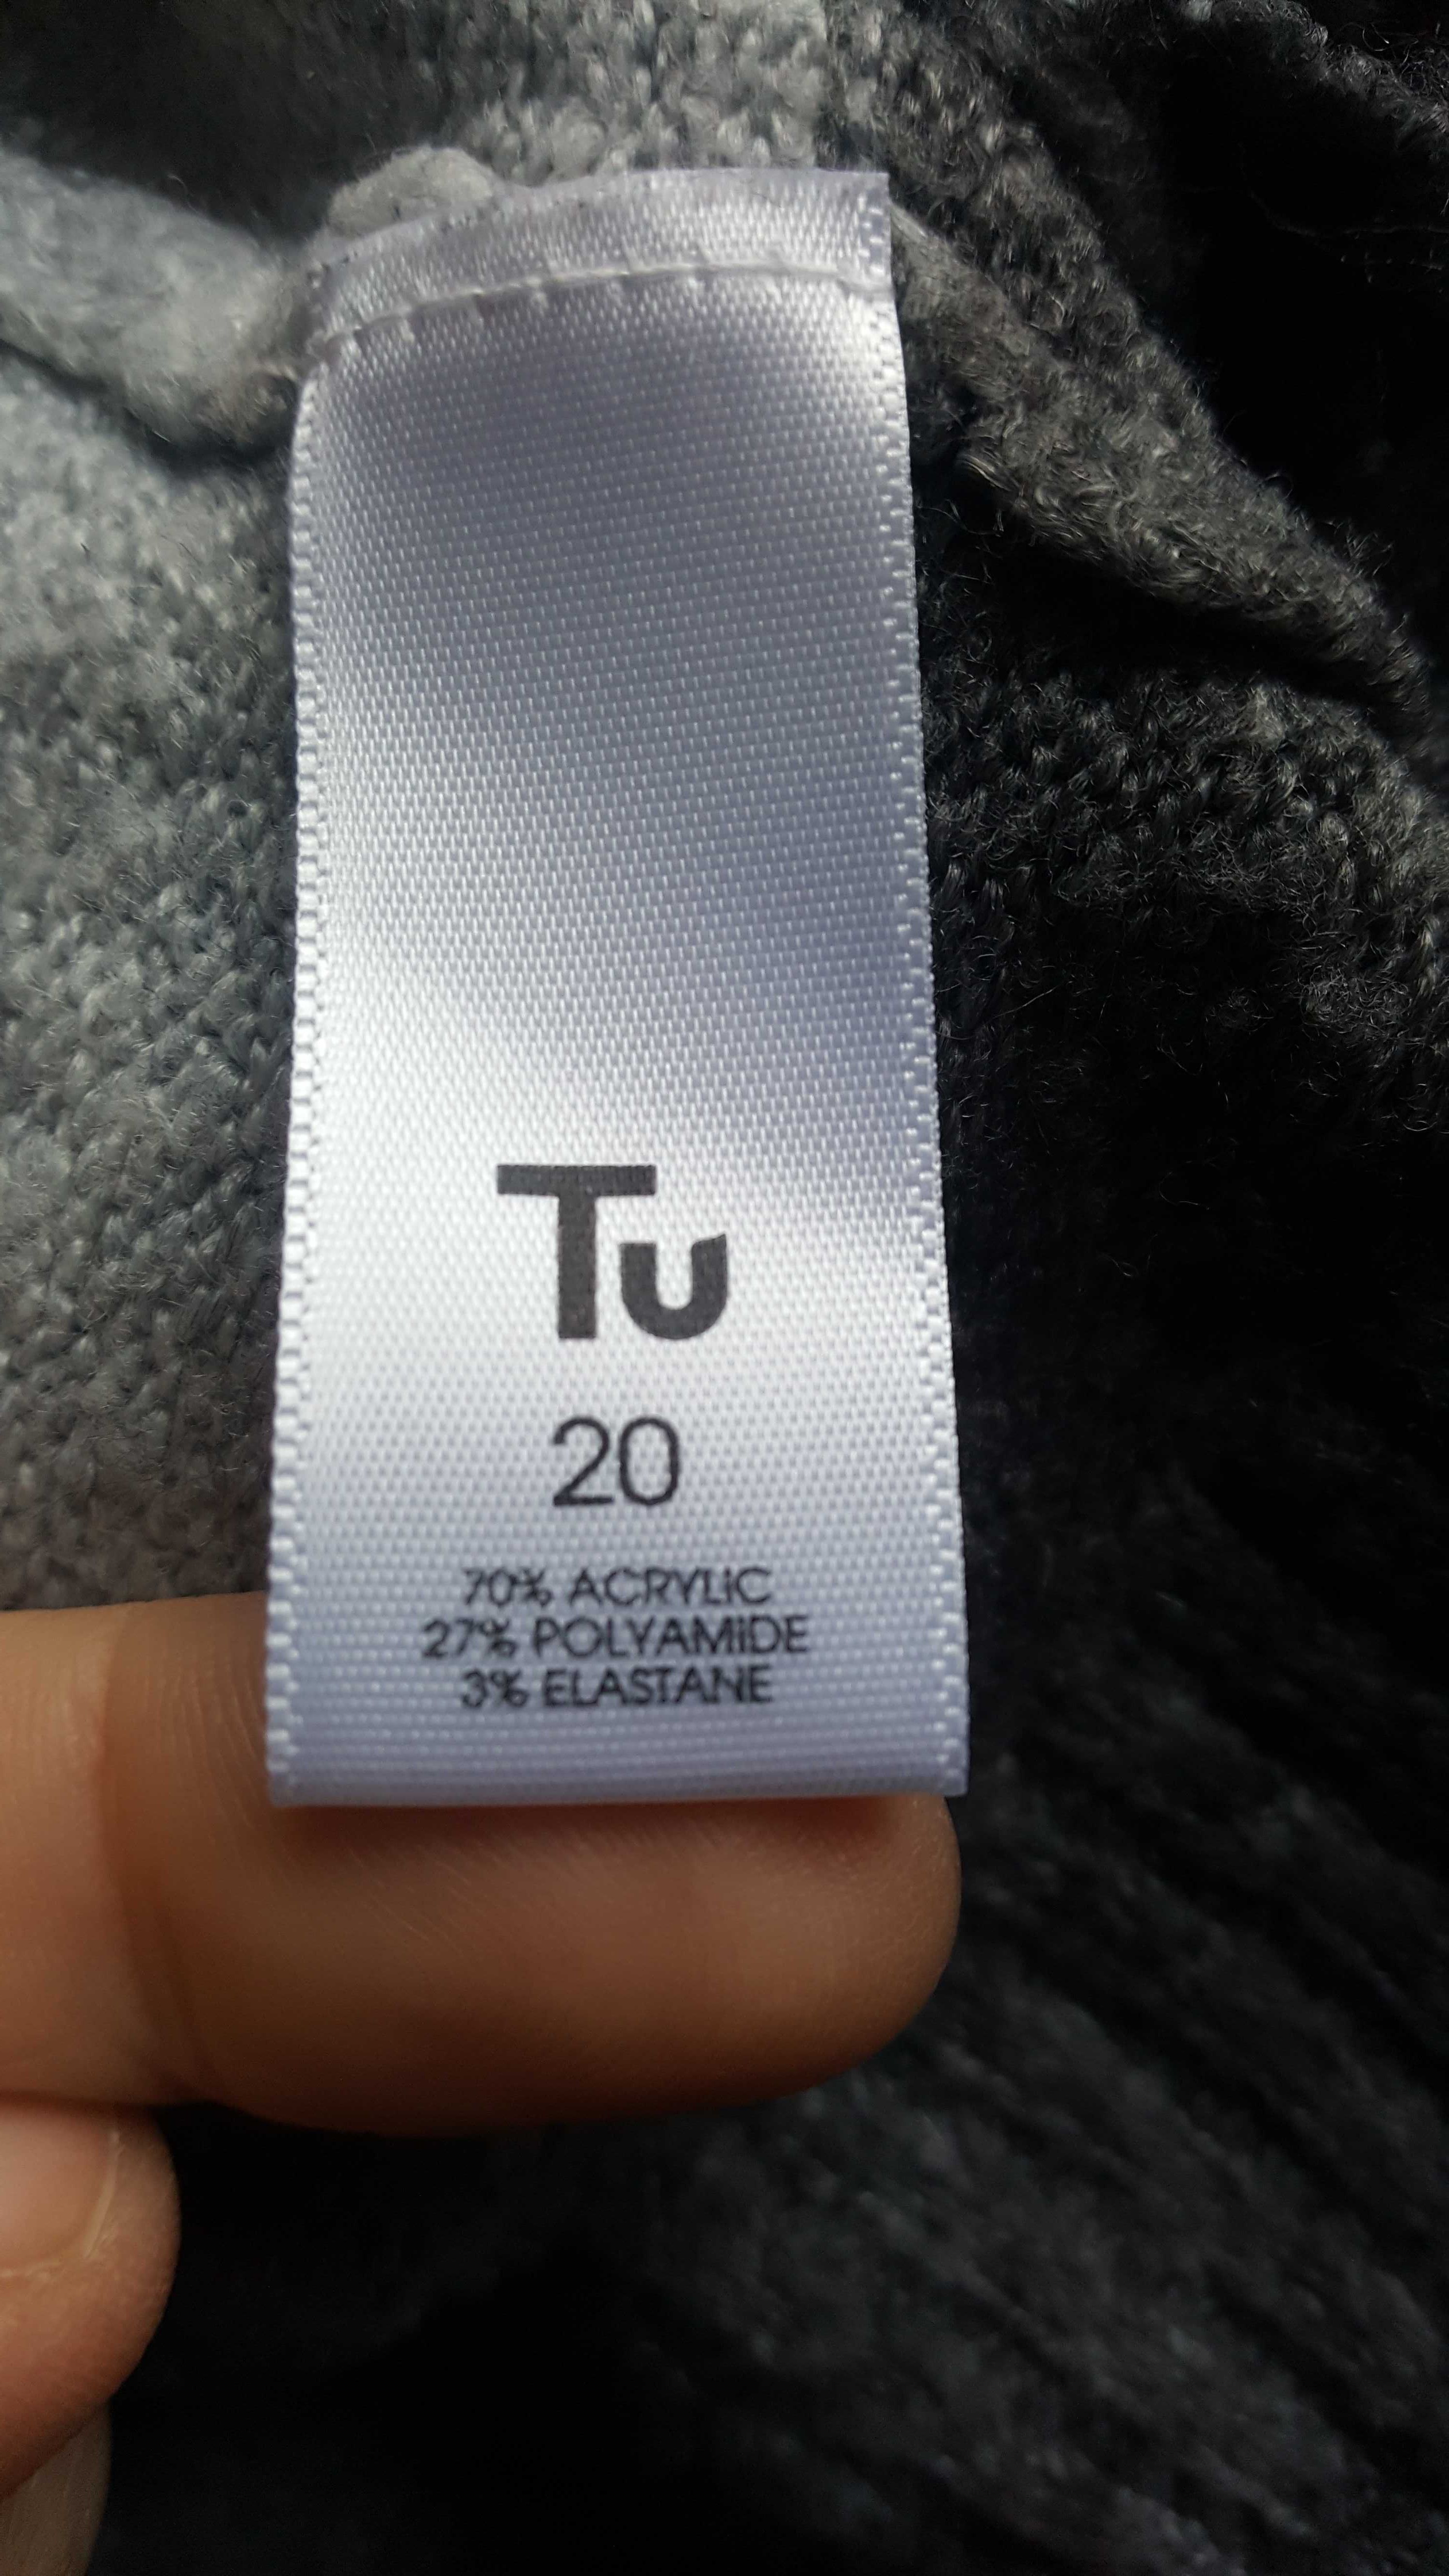 Tu
20
70% ACRYLIC
27% POLYAMIDE
3% ELASTANE